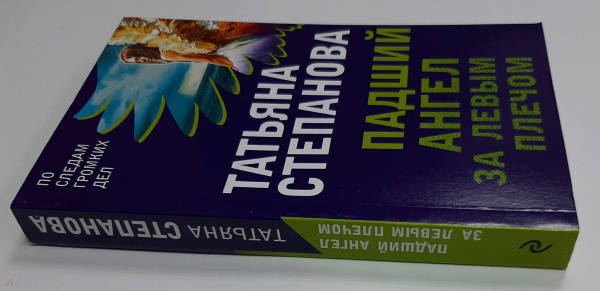 ТАТЬЯНА
СТЕПАНОВА
ПАДШИЙ
АНГЕЛ
ЗА ЛЕВЫМ
ПЛЕЧОМ
ПО
СЛЕДАМ
ГРОМКИХ
ДЕЛ
ТАТЬЯНА СТЕПАНОВА
ПАДШИЙ АНГЕЛ
ЗА ЛЕВЫМ ПЛЕЧОМ